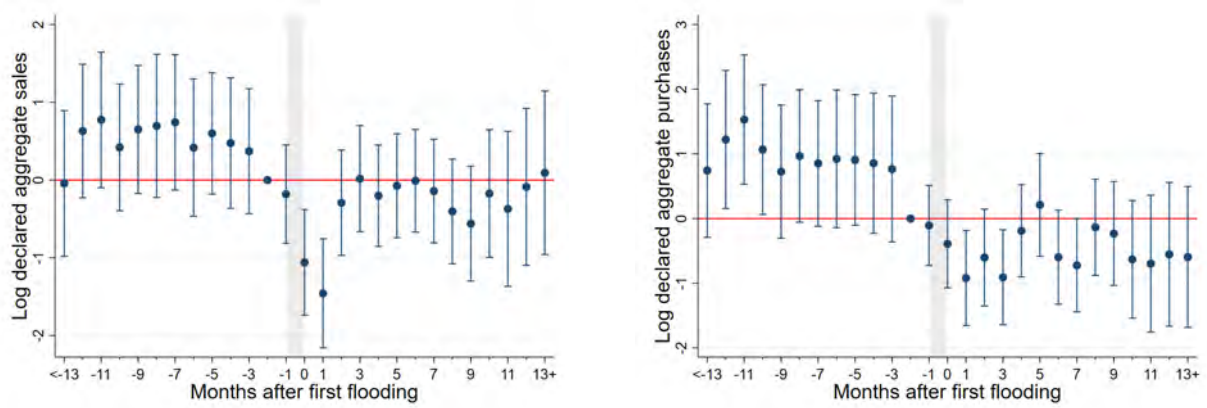 Log declared aggregate sales
2
1
0
-1
-2
<-13 -11 -9 -7 -5 -3 -1 0 1 3 5 7 9 11 13+
Months after first flooding
Log declared aggregate purchases
3
2
1
0
-1
-2
<-13 -11 -9 -7 -5 -3 -1 0 1 3 5 7 9 11 13+
Months after first flooding